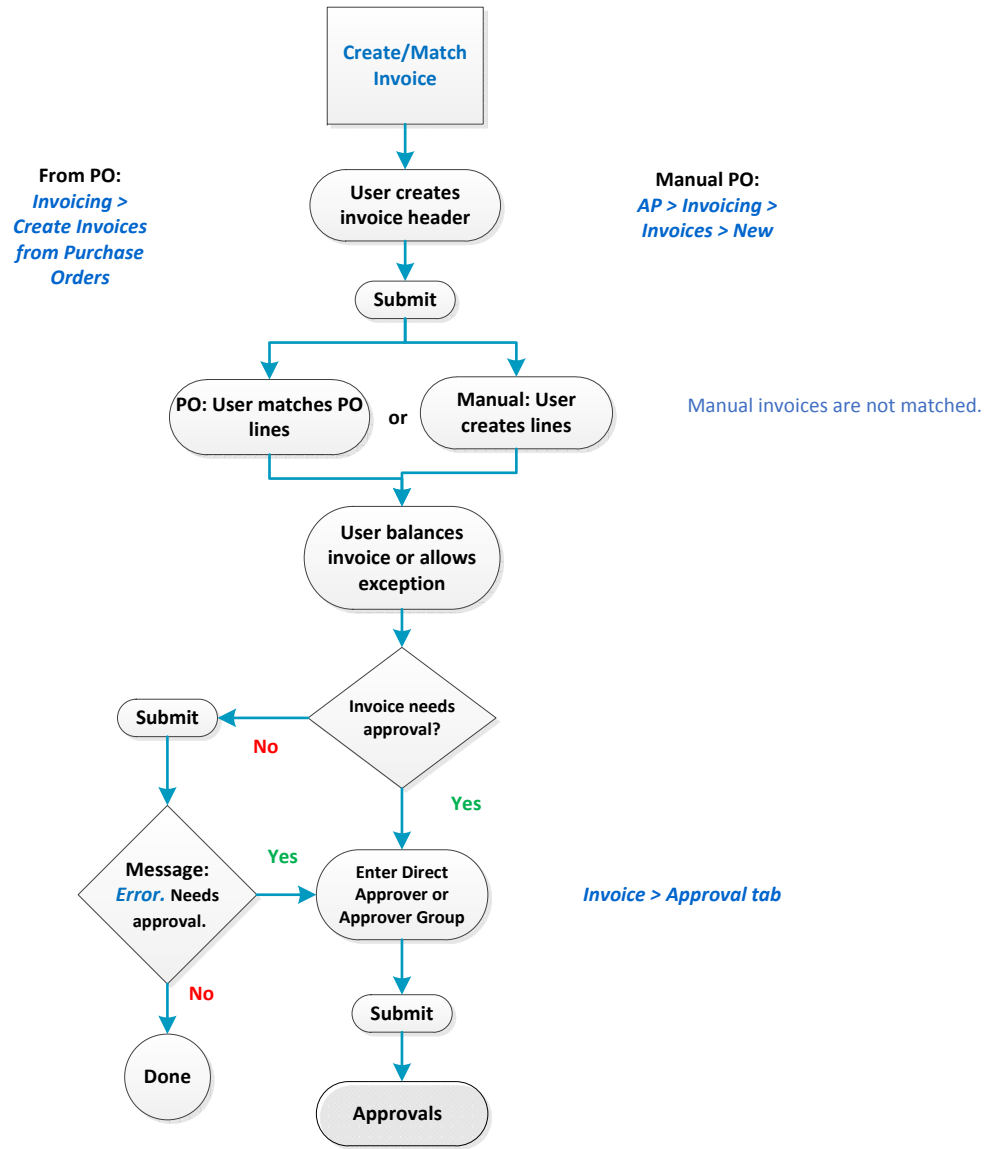 Create/Match
Invoice
From PO:
Invoicing >
Create Invoices
from Purchase
Orders
User creates
invoice header
Manual PO:
AP > Invoicing >
Invoices > New
Submit
PO: User matches PO
lines
or
Manual: User
creates lines
Manual invoices are not matched.
User balances
invoice or allows
exception
Invoice needs
approval?
Submit
No
Yes
Message:
Error. Needs
approval.
Yes
Enter Direct
Approver or
Approver Group
Invoice > Approval tab
No
Submit
Done
Approvals